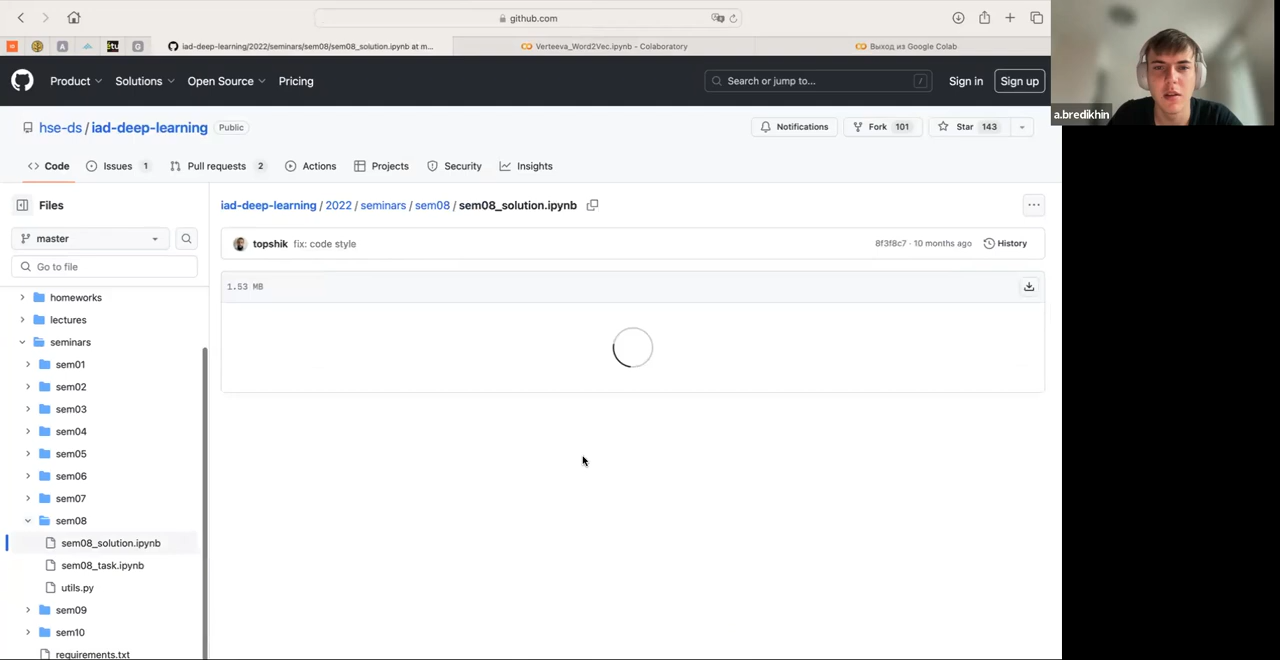 github.com
iad-deep-learning/2022/seminars/sem08/sem08_solution.ipynb at m...
Verteeva_Word2Vec.ipynb - Colaboratory
Выход из Google Colab
Product
Solutions
Open Source
Pricing
Search or jump to...
/
Sign in
Sign up
a.bredikhin
hse-ds / iad-deep-learning
Public
Notifications
Fork 101
Star 143
Code
Issues 1
Pull requests 2
Actions
Projects
Security
Insights
Files
master
Go to file
homeworks
lectures
seminars
sem01
sem02
sem03
sem04
sem05
sem06
sem07
sem08
sem08_solution.ipynb
sem08_task.ipynb
utils.py
sem09
sem10
requirements.txt
iad-deep-learning / 2022 / seminars / sem08 / sem08_solution.ipynb
topshik fix: code style
8f3f8c7 · 10 months ago
History
1.53 MB